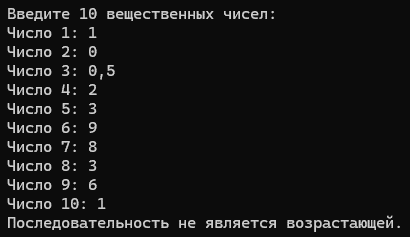 Введите 10 вещественных чисел:
Число 1: 1
Число 2: 0
Число 3: 0,5
Число 4: 2
Число 5: 3
Число 6: 9
Число 7: 8
Число 8: 3
Число 9: 6
Число 10: 1
Последовательность не является возрастающей.